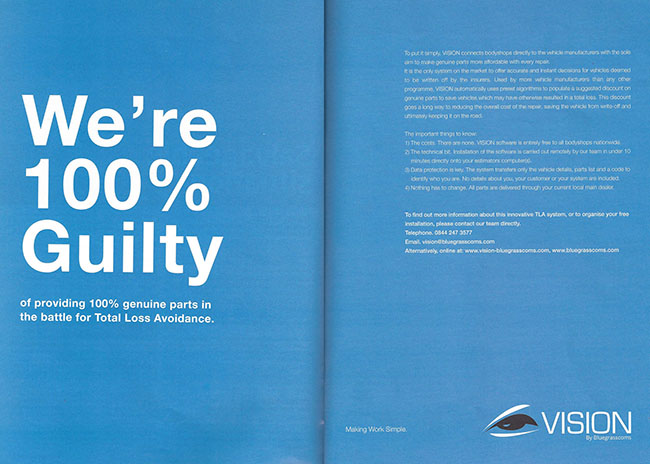 We're
100%
Guilty
of providing 100% genuine parts in
the battle for Total Loss Avoidance.
To put it simply, VISION connects bodyshops directly to the vehicle manufacturers with the sole
aim to make genuine parts more affordable with every repair.
It is the only system on the market to offer accurate and instant decisions for vehicles deemed
to be written off by the insurers. Used by more vehicle manufacturers than any other
programme, VISION automatically uses preset algorithms to populate a suggested discount on
genuine parts to save vehicles which may have otherwise resulted in a total loss. This discount
goes a long way to reducing the overall cost of the repair, saving the vehicle from write-off and
ultimately keeping it on the road.
The important things to know:
1) The costs. There are none. VISION software is entirely free to all bodyshops nationwide.
2) The technical bit. Installation of the software is carried out remotely by our team in under 10
minutes directly onto your estimators computer(s).
3) Data protection is key. The system transfers only the vehicle details, parts list and a code to
identify who you are. No details about you, your customer or your system are included.
4) Nothing has to change. All parts are delivered through your current local main dealer.
To find out more information about this innovative TLA system, or to organise your free
installation, please contact our team directly.
Telephone. 0844 247 3577
Email. vision@bluegrasscoms.com
Alternatively, online at: www.vision-bluegrasscoms.com, www.bluegrasscoms.com
Making Work Simple.
VISION
By Bluegrasscoms